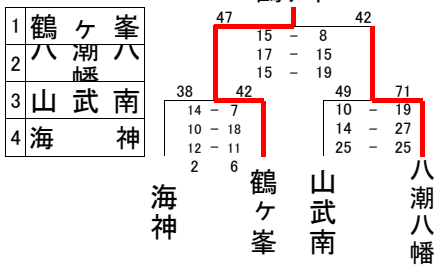 1 鶴ヶ峯
2 八潮八幡
3 山武南
4 海神
47 42
15 - 8
17 - 15
15 - 19
38 42
14 - 7
10 - 18
12 - 11
2 6
49 71
10 - 19
14 - 27
25 - 25
海神
鶴ヶ峯
山武南
八潮八幡